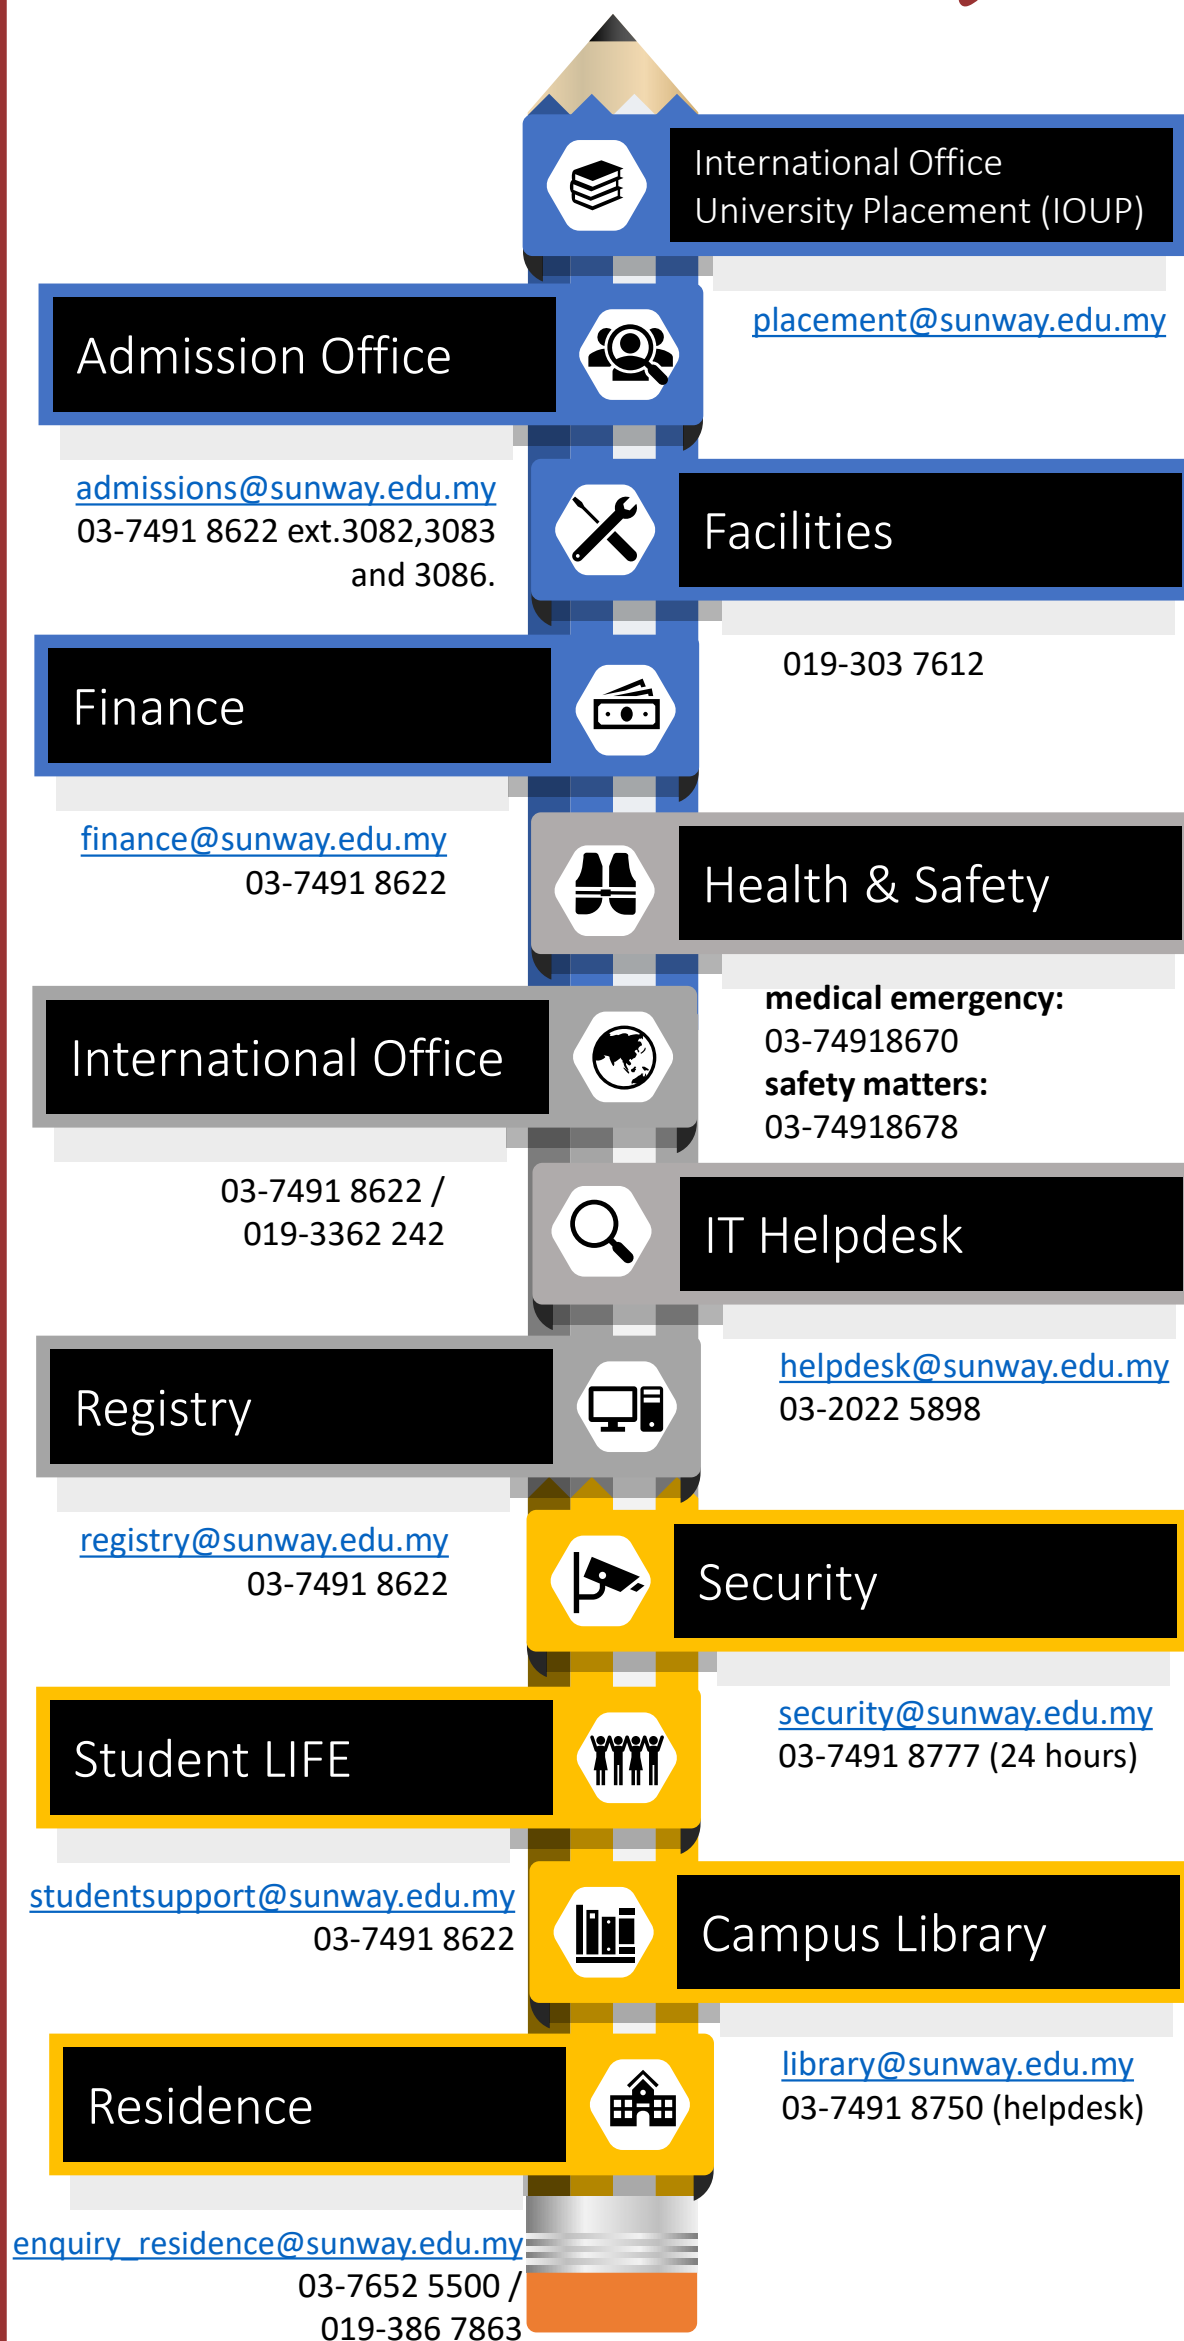 International Office
University Placement (IOUP)
placement@sunway.edu.my
Admission Office
admissions@sunway.edu.my
03-7491 8622 ext.3082,3083
and 3086.
Facilities
019-303 7612
Finance
finance@sunway.edu.my
03-7491 8622
Health & Safety
medical emergency:
03-74918670
safety matters:
03-74918678
International Office
03-7491 8622 /
019-3362 242
IT Helpdesk
helpdesk@sunway.edu.my
03-2022 5898
Registry
registry@sunway.edu.my
03-7491 8622
Security
security@sunway.edu.my
03-7491 8777 (24 hours)
Student LIFE
studentsupport@sunway.edu.my
03-7491 8622
Campus Library
library@sunway.edu.my
03-7491 8750 (helpdesk)
Residence
enquiry_residence@sunway.edu.my
03-7652 5500 /
019-386 7863